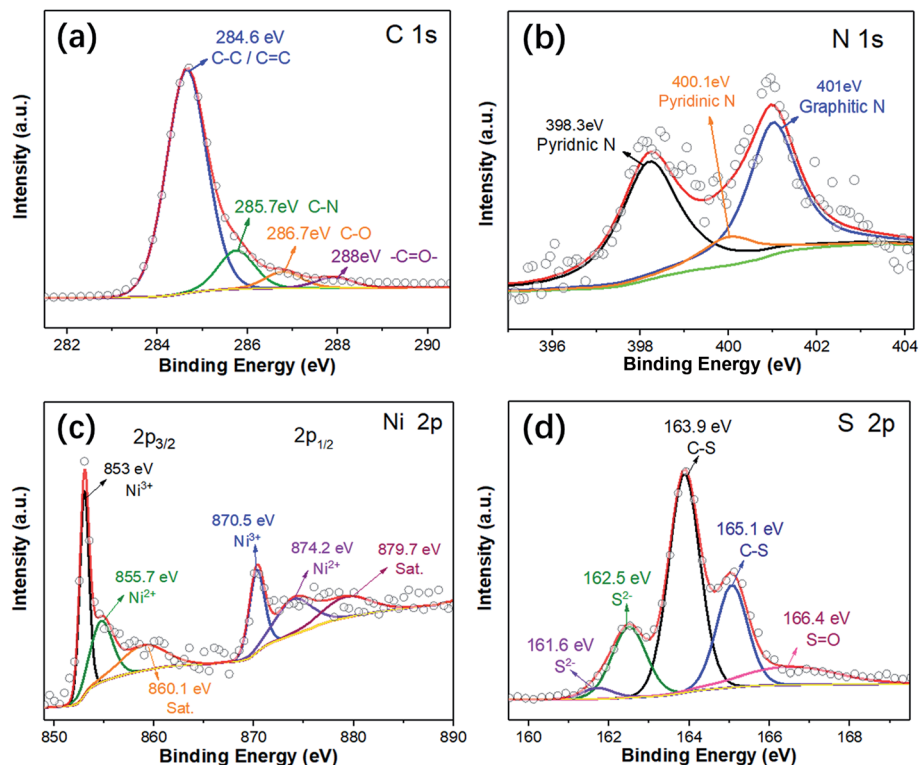 (a)
C 1s
284.6 eV
C-C / C=C
285.7eV C-N
286.7eV C-O
288eV -C=O-
Intensity (a.u.)
282 284 286 288 290
Binding Energy (eV)
(b)
N 1s
398.3eV
Pyridnic N
400.1eV
Pyridinic N
401eV
Graphitic N
Intensity (a.u.)
396 398 400 402 404
Binding Energy (eV)
(c)
Ni 2p
2p3/2
2p1/2
853 eV
Ni3+
855.7 eV
Ni2+
860.1 eV
Sat.
870.5 eV
Ni3+
874.2 eV
Ni2+
879.7 eV
Sat.
Intensity (a.u.)
850 860 870 880 890
Binding Energy (eV)
(d)
S 2p
161.6 eV
S2-
162.5 eV
S2-
163.9 eV
C-S
165.1 eV
C-S
166.4 eV
S=O
Intensity (a.u.)
160 162 164 166 168
Binding Energy (eV)